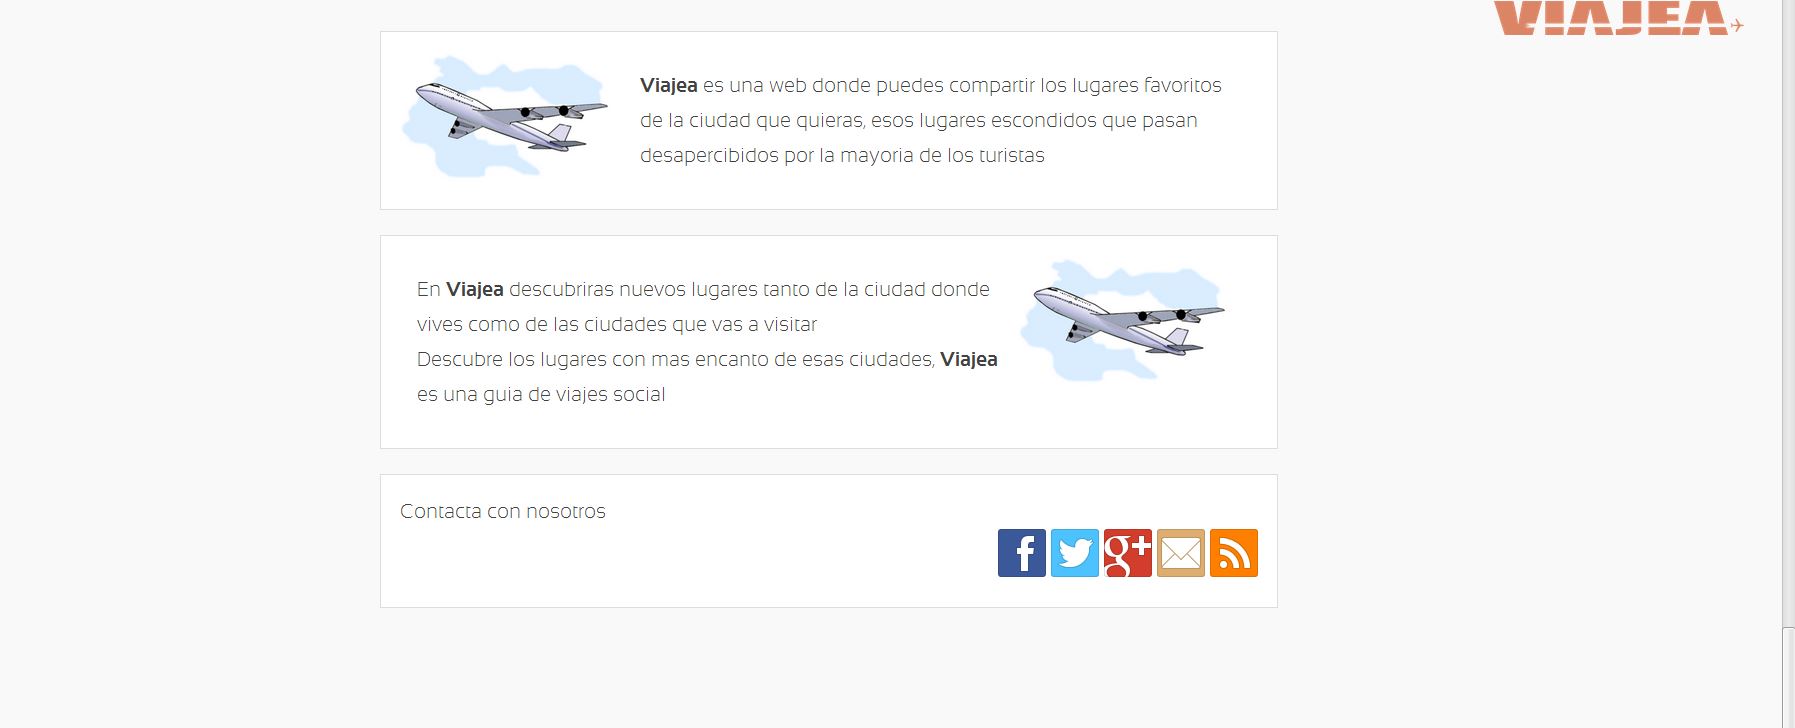 VIAJEA
Viajea es una web donde puedes compartir los lugares favoritos
de la ciudad que quieras, esos lugares escondidos que pasan
desapercibidos por la mayoria de los turistas
En Viajea descubriras nuevos lugares tanto de la ciudad donde
vives como de las ciudades que vas a visitar
Descubre los lugares con mas encanto de esas ciudades, Viajea
es una guia de viajes social
Contacta con nosotros
f
g+